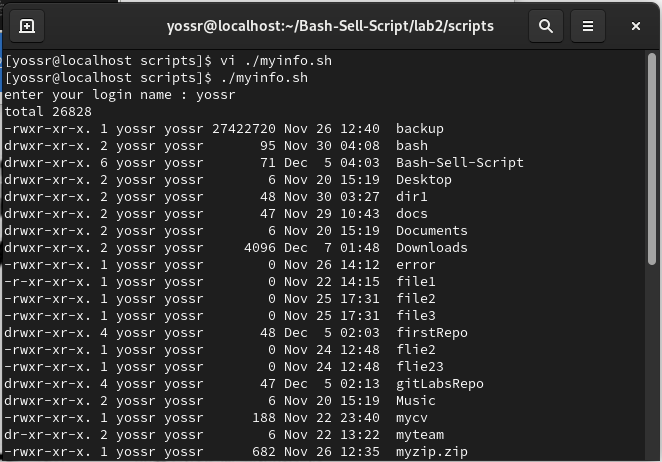 yossr@localhost:~/Bash-Sell-Script/lab2/scripts
[yossr@localhost scripts]$ vi ./myinfo.sh
[yossr@localhost scripts]$ ./myinfo.sh
enter your login name : yossr
total 26828
-rwxr-xr-x. 1 yossr yossr 27422720 Nov 26 12:40  backup
drwxr-xr-x. 2 yossr yossr       95 Nov 30 04:08  bash
drwxr-xr-x. 6 yossr yossr       71 Dec  5 04:03  Bash-Sell-Script
drwxr-xr-x. 2 yossr yossr        6 Nov 20 15:19  Desktop
drwxr-xr-x. 2 yossr yossr       48 Nov 30 03:27  dir1
drwxr-xr-x. 2 yossr yossr       47 Nov 29 10:43  docs
drwxr-xr-x. 2 yossr yossr        6 Nov 20 15:19  Documents
drwxr-xr-x. 2 yossr yossr     4096 Dec  7 01:48  Downloads
-rwxr-xr-x. 1 yossr yossr        0 Nov 26 14:12  error
-r-xr-xr-x. 1 yossr yossr        0 Nov 22 14:15  file1
-rwxr-xr-x. 1 yossr yossr        0 Nov 25 17:31  file2
-rwxr-xr-x. 1 yossr yossr        0 Nov 25 17:31  file3
drwxr-xr-x. 4 yossr yossr       48 Dec  5 02:03  firstRepo
-rwxr-xr-x. 1 yossr yossr        0 Nov 24 12:48  flie2
-rwxr-xr-x. 1 yossr yossr        0 Nov 24 12:48  flie23
drwxr-xr-x. 4 yossr yossr       47 Dec  5 02:13  gitLabsRepo
drwxr-xr-x. 2 yossr yossr        6 Nov 20 15:19  Music
-rwxr-xr-x. 1 yossr yossr      188 Nov 22 23:40  mycv
dr-xr-xr-x. 2 yossr yossr        6 Nov 22 13:22  myteam
-rwxr-xr-x. 1 yossr yossr      682 Nov 26 12:35  myzip.zip